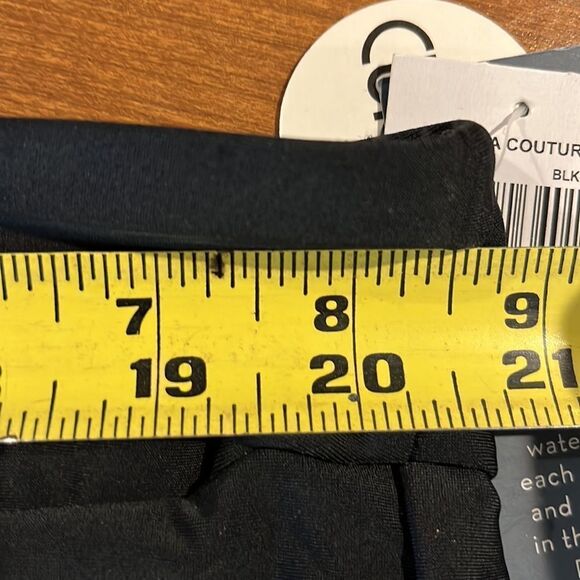 A COUTUR
BLK
7 8 9
19 20 21
wate
each
and
in th